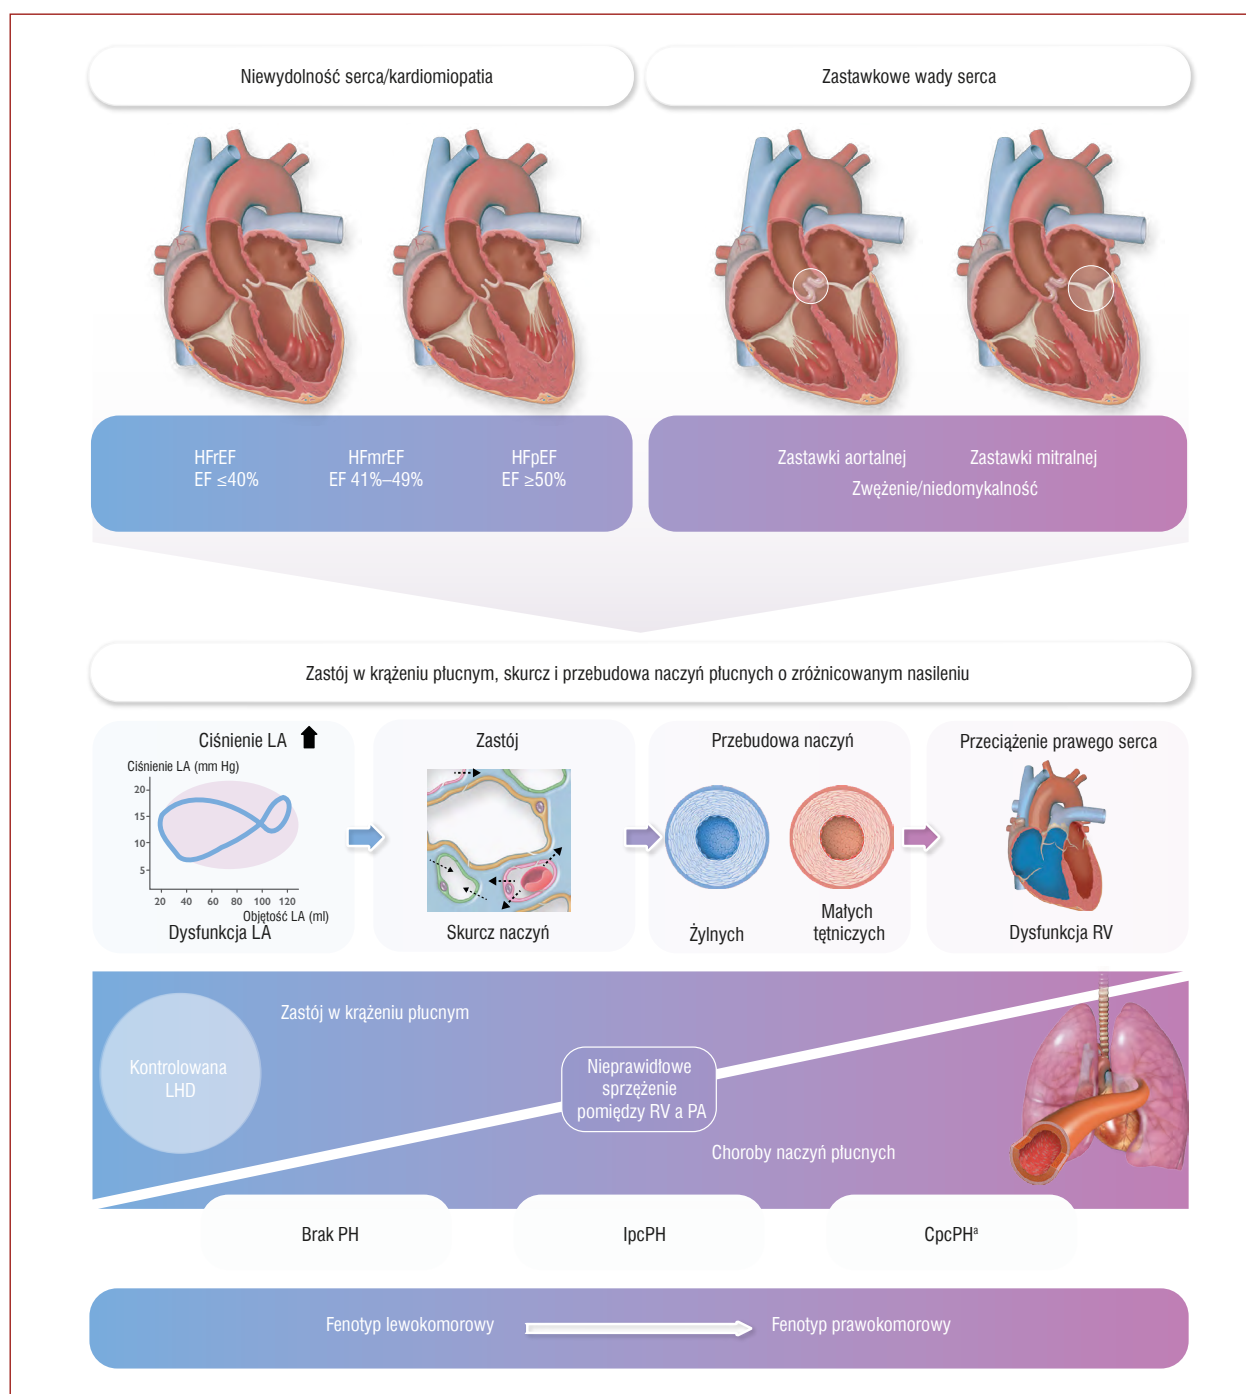 Niewydolność serca/kardiomiopatia
Zastawkowe wady serca
HFrEF
EF ≤40%
HFmrEF
EF 41%–49%
HFpEF
EF ≥50%
Zastawki aortalnej
Zastawki mitralnej
Zwężenie/niedomykalność
Zastój w krążeniu płucnym, skurcz i przebudowa naczyń płucnych o zróżnicowanym nasileniu
Ciśnienie LA
Ciśnienie LA (mm Hg)
20
15
10
5
20 40 60 80 100 120
Objętość LA (ml)
Dysfunkcja LA
Zastój
Skurcz naczyń
Przebudowa naczyń
Żylnych
Małych
tętniczych
Przeciążenie prawego serca
Dysfunkcja RV
Zastój w krążeniu płucnym
Kontrolowana
LHD
Nieprawidłowe
sprzężenie
pomiędzy RV a PA
Choroby naczyń płucnych
Brak PH
IpcPH
CpcPHᵃ
Fenotyp lewokomorowy
Fenotyp prawokomorowy